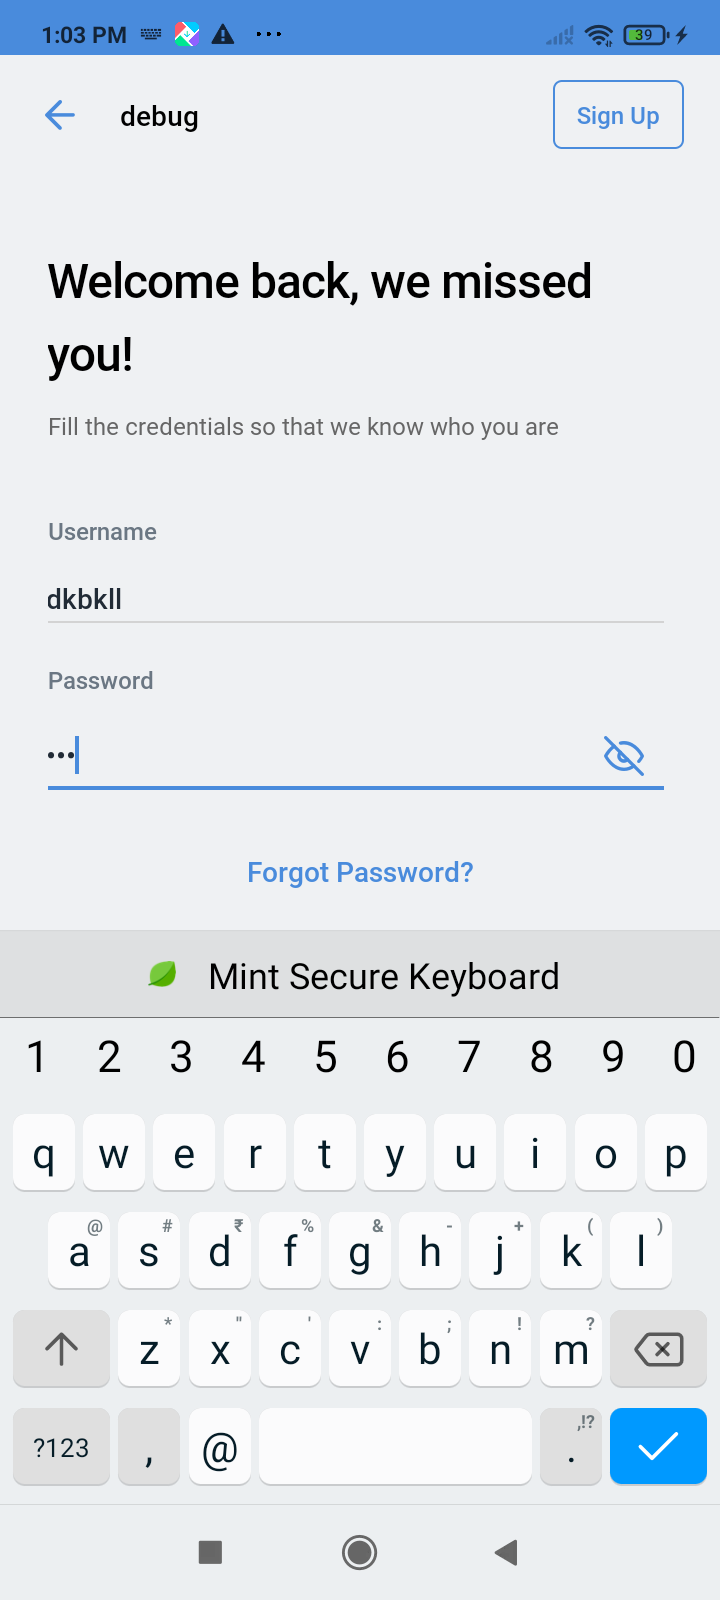 1:03 PM 39
debug
Sign Up
Welcome back, we missed
you!
Fill the credentials so that we know who you are
Username
dkbkll
Password
•••
Forgot Password?
Mint Secure Keyboard
1 2 3 4 5 6 7 8 9 0
q w e r t y u i o p
@ # ₹ % & - + ( )
a s d f g h j k l
* " ' : ; ! ?
z x c v b n m
,!?
?123 , @ .